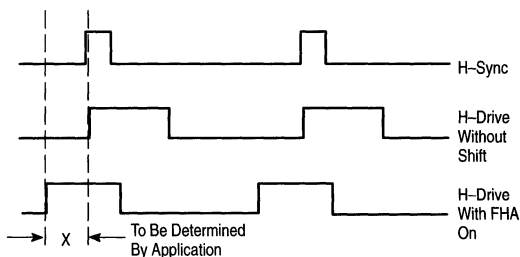 H~Sync
H~Drive
Without
Shift
H~Drive
With FHA
On
X
To Be Determined
By Application